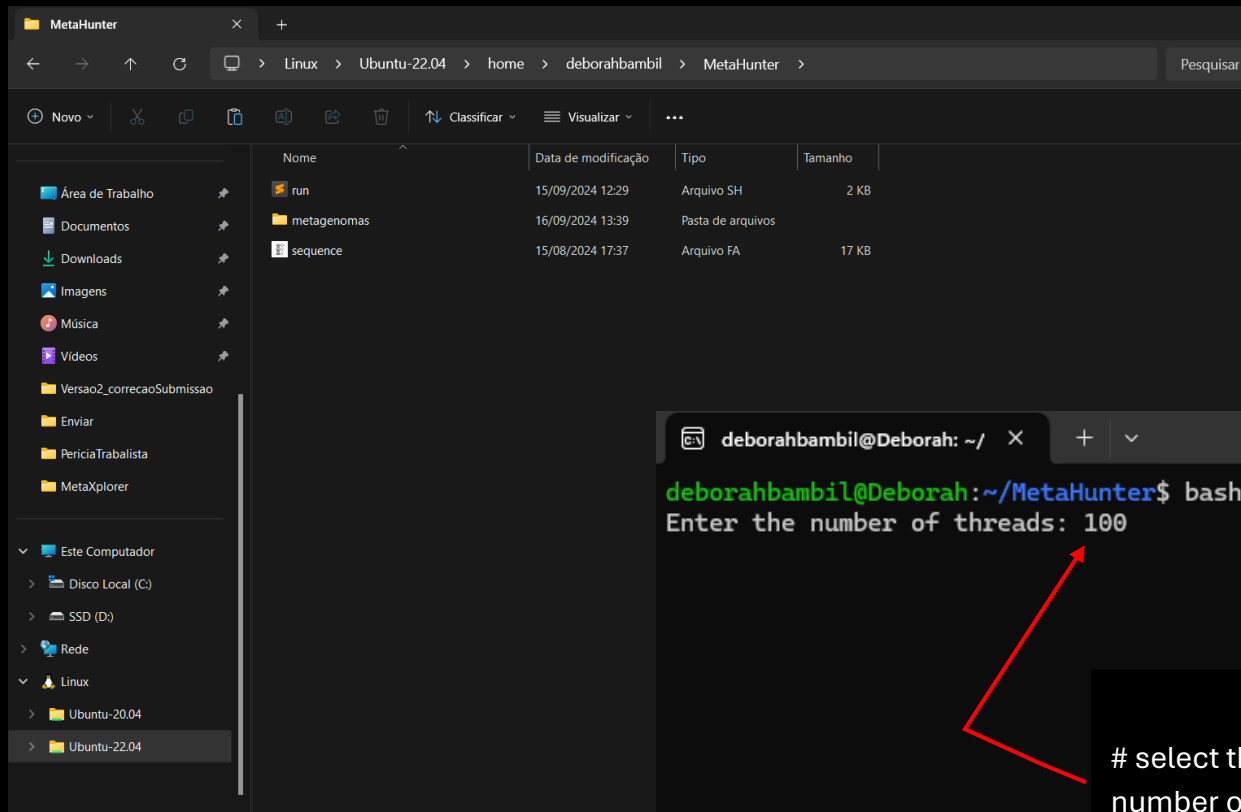 MetaHunter
Linux > Ubuntu-22.04 > home > deborahbambil > MetaHunter >
Pesquisar
Novo
Classificar
Visualizar
Nome Data de modificação Tipo Tamanho
run 15/09/2024 12:29 Arquivo SH 2 KB
metagenomas 16/09/2024 13:39 Pasta de arquivos
sequence 15/08/2024 17:37 Arquivo FA 17 KB
Área de Trabalho
Documentos
Downloads
Imagens
Música
Vídeos
Versao2_correcaoSubmissao
Enviar
PericiaTrabalista
MetaXplorer
Este Computador
Disco Local (C:)
SSD (D:)
Rede
Linux
Ubuntu-20.04
Ubuntu-22.04
deborahbambil@Deborah: ~/
deborahbambil@Deborah:~/MetaHunter$ bash
Enter the number of threads: 100
# select
number